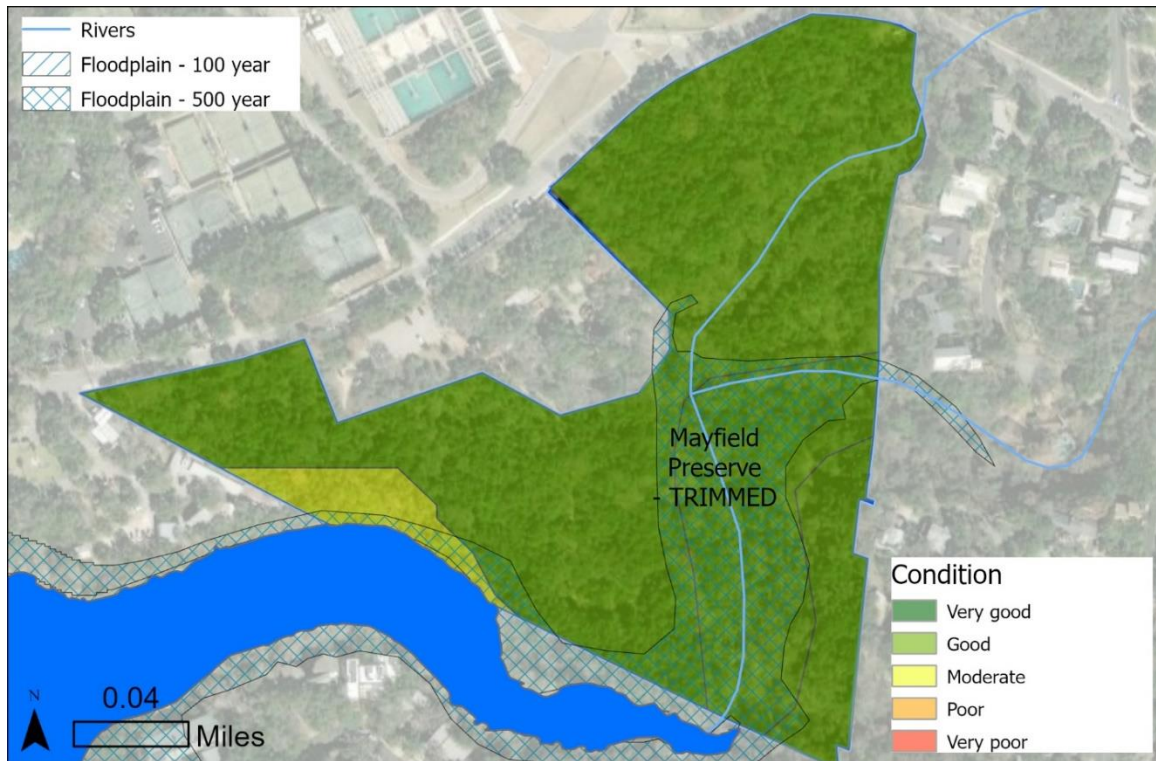 Rivers
Floodplain - 100 year
Floodplain - 500 year
Mayfield
Preserve
- TRIMMED
N
0.04
Miles
Condition
Very good
Good
Moderate
Poor
Very poor